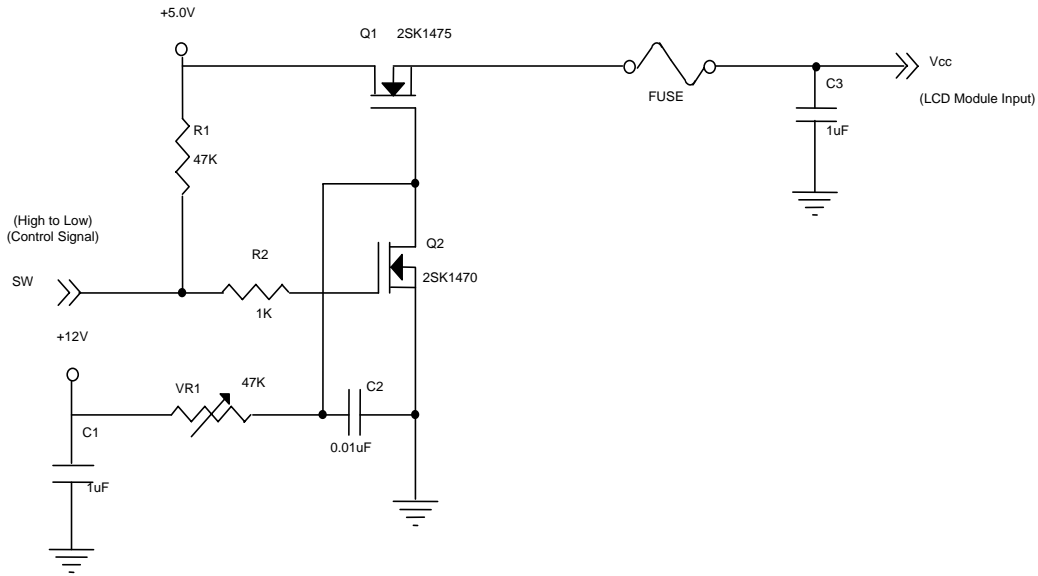 +5.0V
Q1 2SK1475
Vcc
FUSE
C3
(LCD Module Input)
1uF
R1
47K
(High to Low)
(Control Signal)
Q2
R2
SW
2SK1470
1K
+12V
VR1
47K
C2
C1
0.01uF
1uF